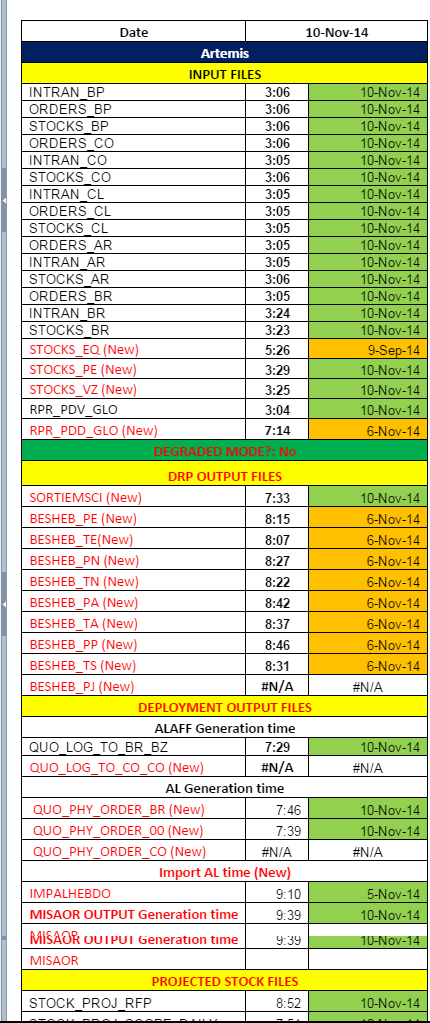 Date 10-Nov-14
Artemis
INPUT FILES
INTRAN_BP 3:06 10-Nov-14
ORDERS_BP 3:06 10-Nov-14
STOCKS_BP 3:06 10-Nov-14
ORDERS_CO 3:06 10-Nov-14
INTRAN_CO 3:05 10-Nov-14
STOCKS_CO 3:06 10-Nov-14
INTRAN_CL 3:05 10-Nov-14
ORDERS_CL 3:05 10-Nov-14
STOCKS_CL 3:05 10-Nov-14
ORDERS_AR 3:05 10-Nov-14
INTRAN_AR 3:05 10-Nov-14
STOCKS_AR 3:06 10-Nov-14
ORDERS_BR 3:05 10-Nov-14
INTRAN_BR 3:24 10-Nov-14
STOCKS_BR 3:23 10-Nov-14
STOCKS_EQ (New) 5:26 9-Sep-14
STOCKS_PE (New) 3:29 10-Nov-14
STOCKS_VZ (New) 3:25 10-Nov-14
RPR_PDV_GLO 3:04 10-Nov-14
RPR_PDD_GLO (New) 7:14 6-Nov-14
DEGRADED MODE?: No
DRP OUTPUT FILES
SORTIEMSCI (New) 7:33 10-Nov-14
BESHEB_PE (New) 8:15 6-Nov-14
BESHEB_TE(New) 8:07 6-Nov-14
BESHEB_PN (New) 8:27 6-Nov-14
BESHEB_TN (New) 8:22 6-Nov-14
BESHEB_PA (New) 8:42 6-Nov-14
BESHEB_TA (New) 8:37 6-Nov-14
BESHEB_PP (New) 8:46 6-Nov-14
BESHEB_TS (New) 8:31 6-Nov-14
BESHEB_PJ (New) #N/A #N/A
DEPLOYMENT OUTPUT FILES
ALAFF Generation time
QUO_LOG_TO_BR_BZ 7:29 10-Nov-14
QUO_LOG_TO_CO_CO (New) #N/A #N/A
AL Generation time
QUO_PHY_ORDER_BR (New) 7:46 10-Nov-14
QUO_PHY_ORDER_00 (New) 7:39 10-Nov-14
QUO_PHY_ORDER_CO (New) #N/A #N/A
Import AL time (New)
IMPALHEBDO 9:10 5-Nov-14
MISAOR OUTPUT Generation time 9:39 10-Nov-14
MISAOR OUTPUT Generation time 9:39 10-Nov-14
MISAOR
PROJECTED STOCK FILES
STOCK_PROJ_RFP 8:52 10-Nov-14